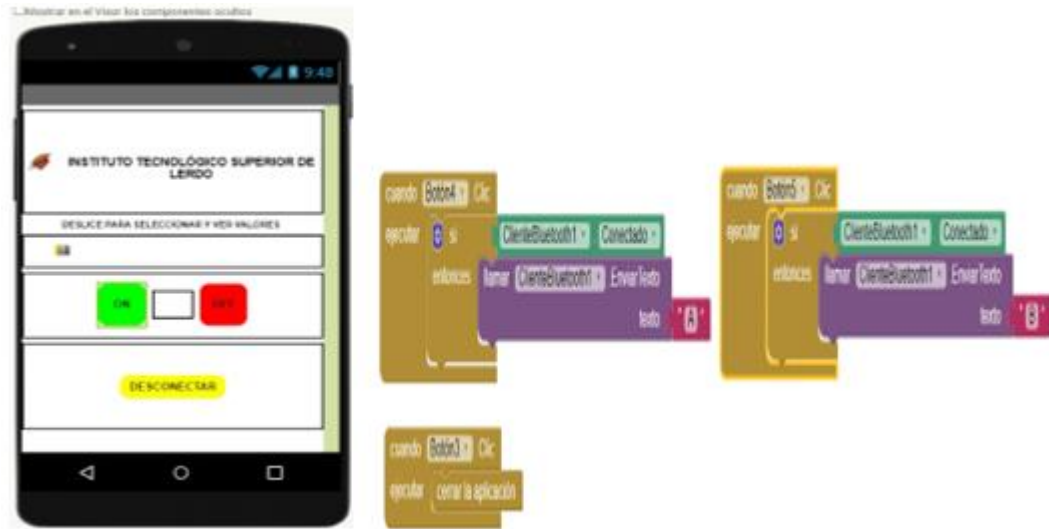 Mostrar en el Visor los componentes ocultos
9:48
INSTITUTO TECNOLÓGICO SUPERIOR DE
LERDO
DESLICE PARA SELECCIONAR Y VER VALORES
ON OFF
DESCONECTAR
cuando Botón4 Clic
ejecutar si ClienteBluetooth1 Conectado
entonces llamar ClienteBluetooth1 EnviarTexto
texto "A"
cuando Botón5 Clic
ejecutar si ClienteBluetooth1 Conectado
entonces llamar ClienteBluetooth1 EnviarTexto
texto "B"
cuando Botón3 Clic
ejecutar cerrar la aplicación